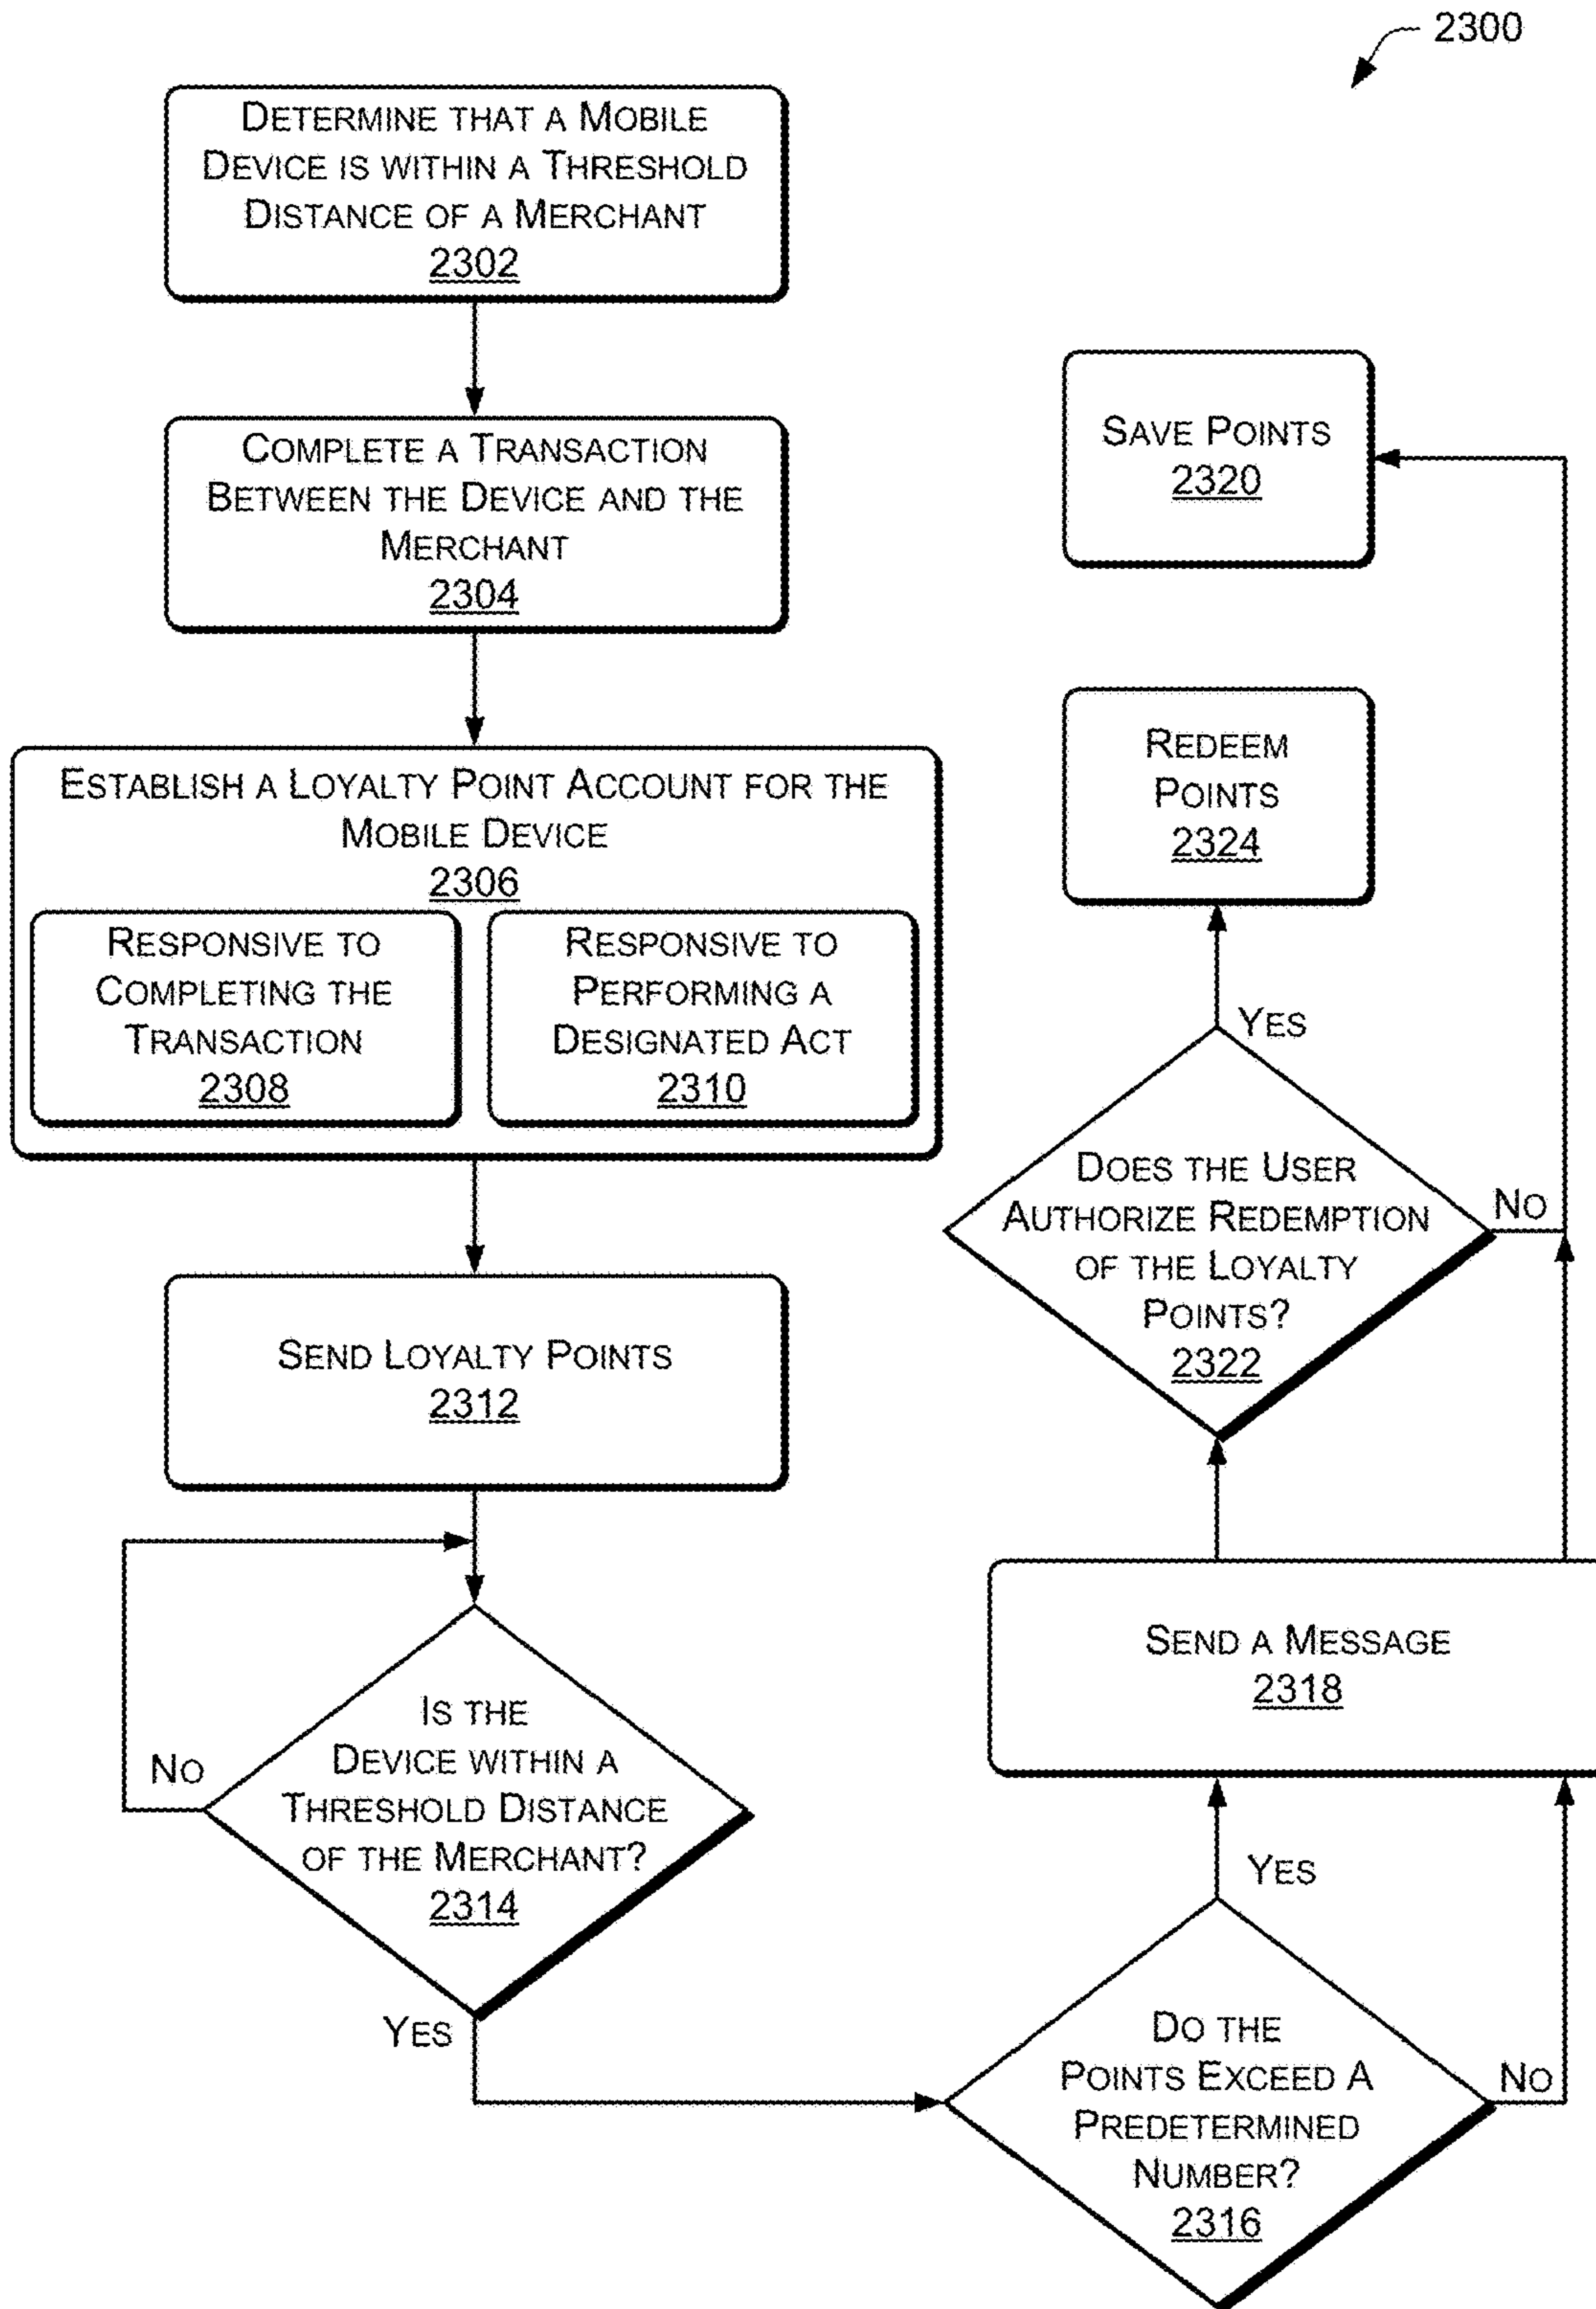 2300
DETERMINE THAT A MOBILE
DEVICE IS WITHIN A THRESHOLD
DISTANCE OF A MERCHANT
2302
COMPLETE A TRANSACTION
BETWEEN THE DEVICE AND THE
MERCHANT
2304
ESTABLISH A LOYALTY POINT ACCOUNT FOR THE
MOBILE DEVICE
2306
RESPONSIVE TO
COMPLETING THE
TRANSACTION
2308
RESPONSIVE TO
PERFORMING A
DESIGNATED ACT
2310
SEND LOYALTY POINTS
2312
IS THE
DEVICE WITHIN A
THRESHOLD DISTANCE
OF THE MERCHANT?
2314
NO
YES
DO THE
POINTS EXCEED A
PREDETERMINED
NUMBER?
2316
YES
NO
SEND A MESSAGE
2318
DOES THE USER
AUTHORIZE REDEMPTION
OF THE LOYALTY
POINTS?
2322
YES
NO
REDEEM
POINTS
2324
SAVE POINTS
2320